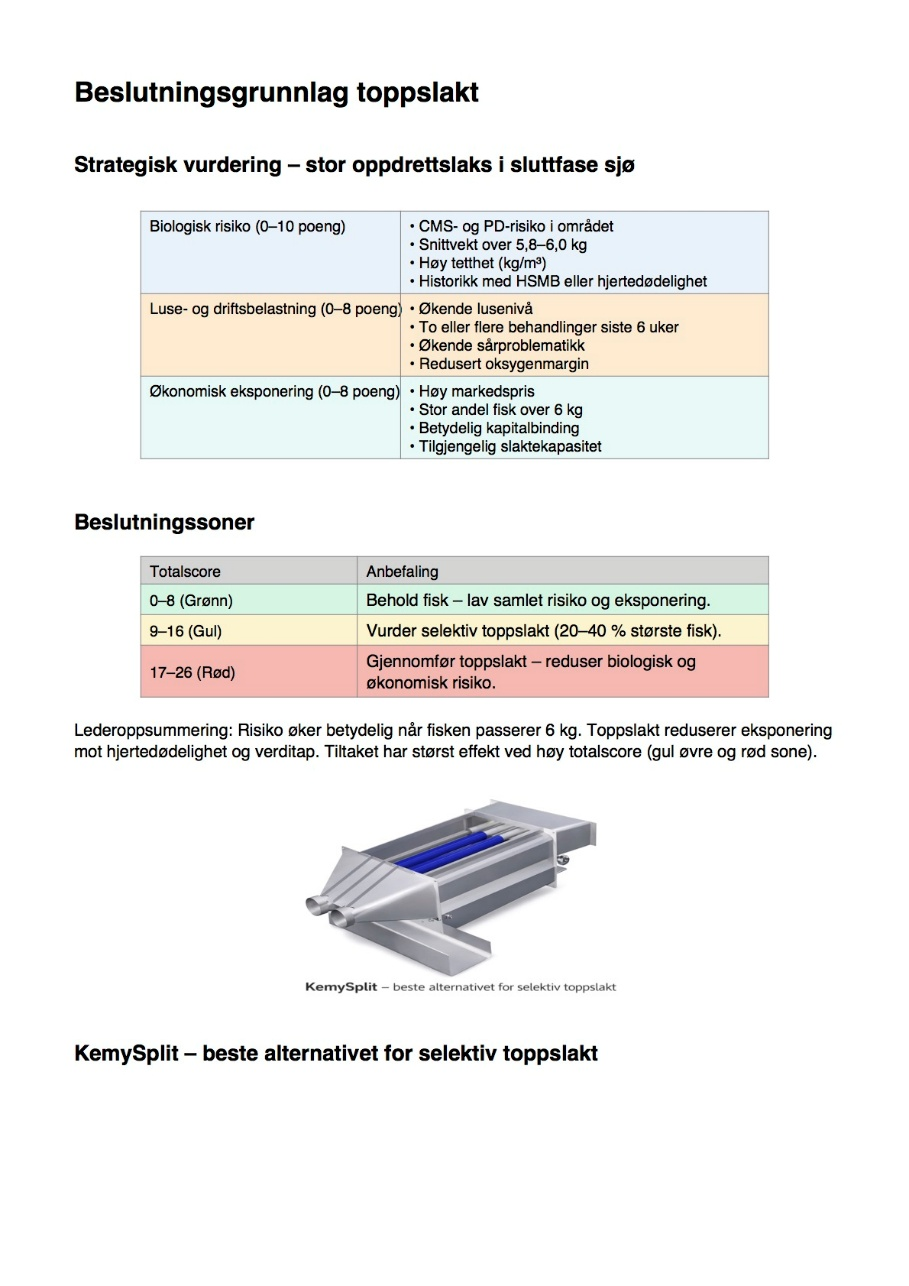 Beslutningsgrunnlag toppslakt
Strategisk vurdering – stor oppdrettslaks i sluttfase sjø
Biologisk risiko (0–10 poeng)
• CMS- og PD-risiko i området
• Snittvekt over 5,8–6,0 kg
• Høy tetthet (kg/m³)
• Historikk med HSMB eller hjertedødelighet
Luse- og driftsbelastning (0–8 poeng)
• Økende lusenivå
• To eller flere behandlinger siste 6 uker
• Økende sårproblematikk
• Redusert oksygenmargin
Økonomisk eksponering (0–8 poeng)
• Høy markedspris
• Stor andel fisk over 6 kg
• Betydelig kapitalbinding
• Tilgjengelig slaktekapasitet
Beslutningssoner
Totalscore
Anbefaling
0–8 (Grønn)
Behold fisk – lav samlet risiko og eksponering.
9–16 (Gul)
Vurder selektiv toppslakt (20–40 % største fisk).
17–26 (Rød)
Gjennomfør toppslakt – reduser biologisk og
økonomisk risiko.
Lederoppsummering: Risiko øker betydelig når fisken passerer 6 kg. Toppslakt reduserer eksponering
mot hjertedødelighet og verditap. Tiltaket har størst effekt ved høy totalscore (gul øvre og rød sone).
KemySplit – beste alternativet for selektiv toppslakt
KemySplit – beste alternativet for selektiv toppslakt